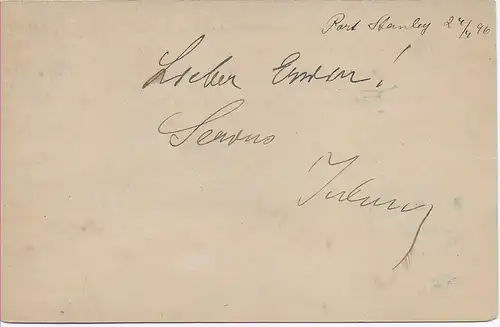 Port Stanley 24/4 96
Lieber Erwin!
Servus